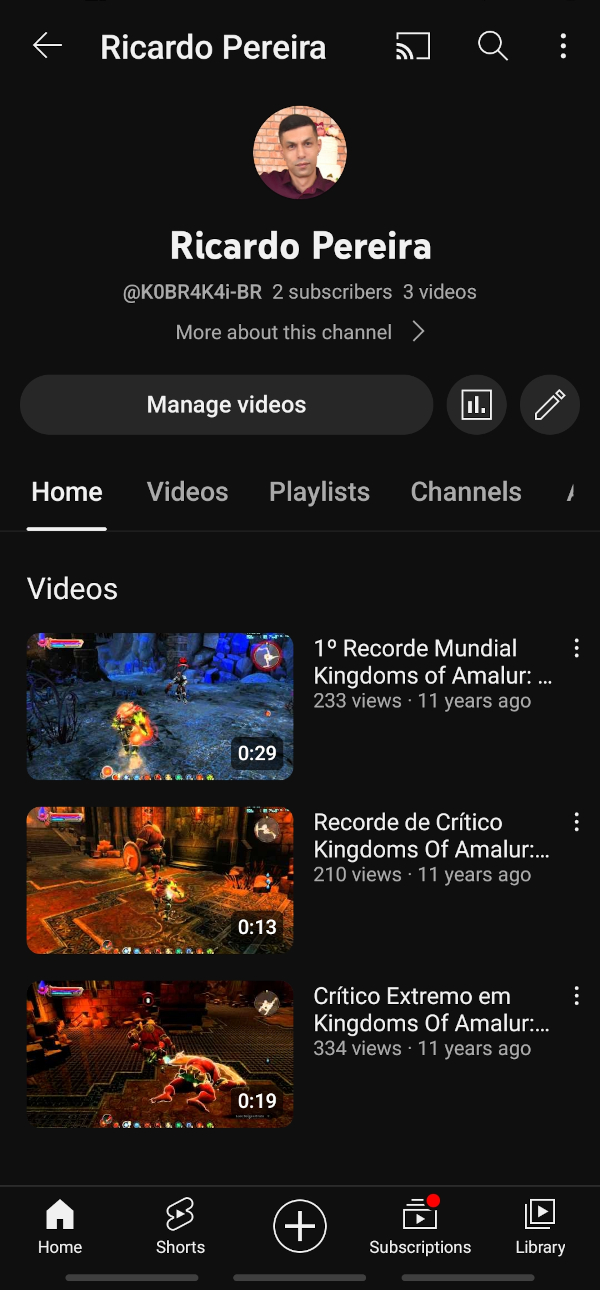 Ricardo Pereira
Ricardo Pereira
@K0BR4K4i-BR 2 subscribers 3 videos
More about this channel
Manage videos
Home Videos Playlists Channels
Videos
1º Recorde Mundial
Kingdoms of Amalur: ...
233 views · 11 years ago
0:29
Recorde de Crítico
Kingdoms Of Amalur:...
210 views · 11 years ago
0:13
Crítico Extremo em
Kingdoms Of Amalur:...
334 views · 11 years ago
0:19
Home Shorts Subscriptions Library